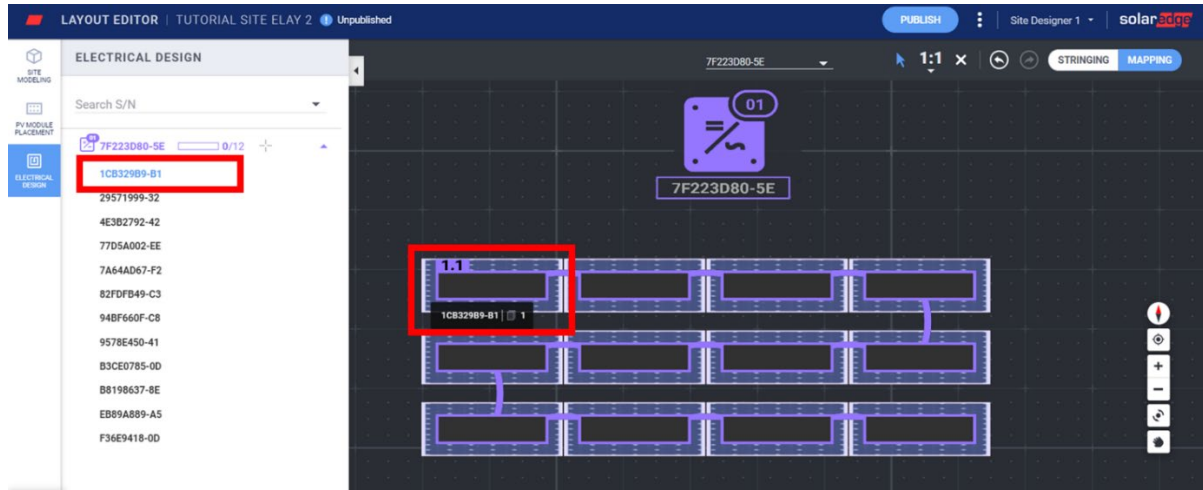 LAYOUT EDITOR | TUTORIAL SITE ELAY 2 Unpublished
PUBLISH
Site Designer 1
solaredge
SITE MODELING
PV MODULE PLACEMENT
ELECTRICAL DESIGN
ELECTRICAL DESIGN
Search S/N
01
7F223D80-5E 0/12
1CB329B9-B1
29571999-32
4E3B2792-42
77D5A002-EE
7A64AD67-F2
82FDFB49-C3
94BF660F-C8
9578E450-41
B3CE0785-0D
B8198637-8E
EB89A889-A5
F36E9418-0D
7F223D80-5E
1:1
STRINGING
MAPPING
01
7F223D80-5E
1.1
1CB329B9-B1 | 1